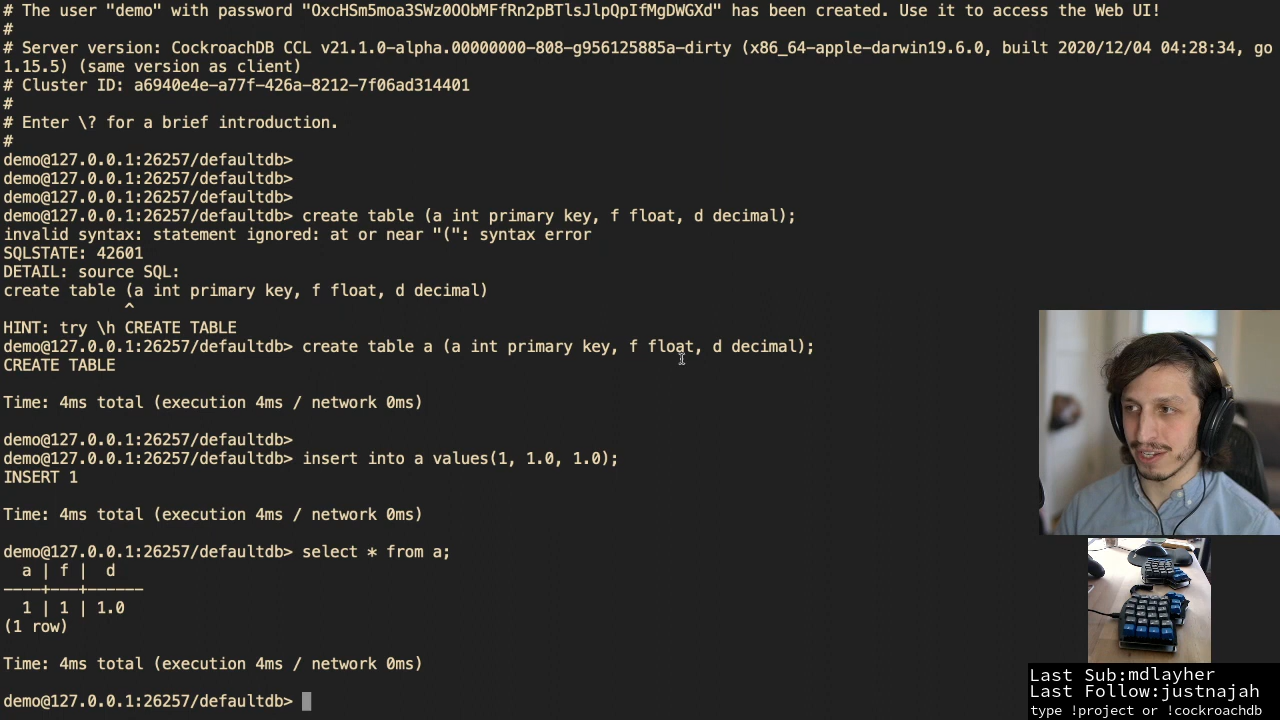 # The user "demo" with password "OxcHSm5moa3SWz0OObMFfRn2pBTlsJlpQpIfMgDWGXd" has been created. Use it to access the Web UI!
#
# Server version: CockroachDB CCL v21.1.0-alpha.00000000-808-g956125885a-dirty (x86_64-apple-darwin19.6.0, built 2020/12/04 04:28:34, go
1.15.5) (same version as client)
# Cluster ID: a6940e4e-a77f-426a-8212-7f06ad314401
#
# Enter \? for a brief introduction.
#
demo@127.0.0.1:26257/defaultdb>
demo@127.0.0.1:26257/defaultdb>
demo@127.0.0.1:26257/defaultdb>
demo@127.0.0.1:26257/defaultdb> create table (a int primary key, f float, d decimal);
invalid syntax: statement ignored: at or near "(": syntax error
SQLSTATE: 42601
DETAIL: source SQL:
create table (a int primary key, f float, d decimal)
^
HINT: try \h CREATE TABLE
demo@127.0.0.1:26257/defaultdb> create table a (a int primary key, f float, d decimal);
CREATE TABLE
Time: 4ms total (execution 4ms / network 0ms)
demo@127.0.0.1:26257/defaultdb>
demo@127.0.0.1:26257/defaultdb> insert into a values(1, 1.0, 1.0);
INSERT 1
Time: 4ms total (execution 4ms / network 0ms)
demo@127.0.0.1:26257/defaultdb> select * from a;
a | f | d
----+---+------
1 | 1 | 1.0
(1 row)
Time: 4ms total (execution 4ms / network 0ms)
demo@127.0.0.1:26257/defaultdb>
Last Sub:mdlayher
Last Follow:justnajah
type !project or !cockroachdb